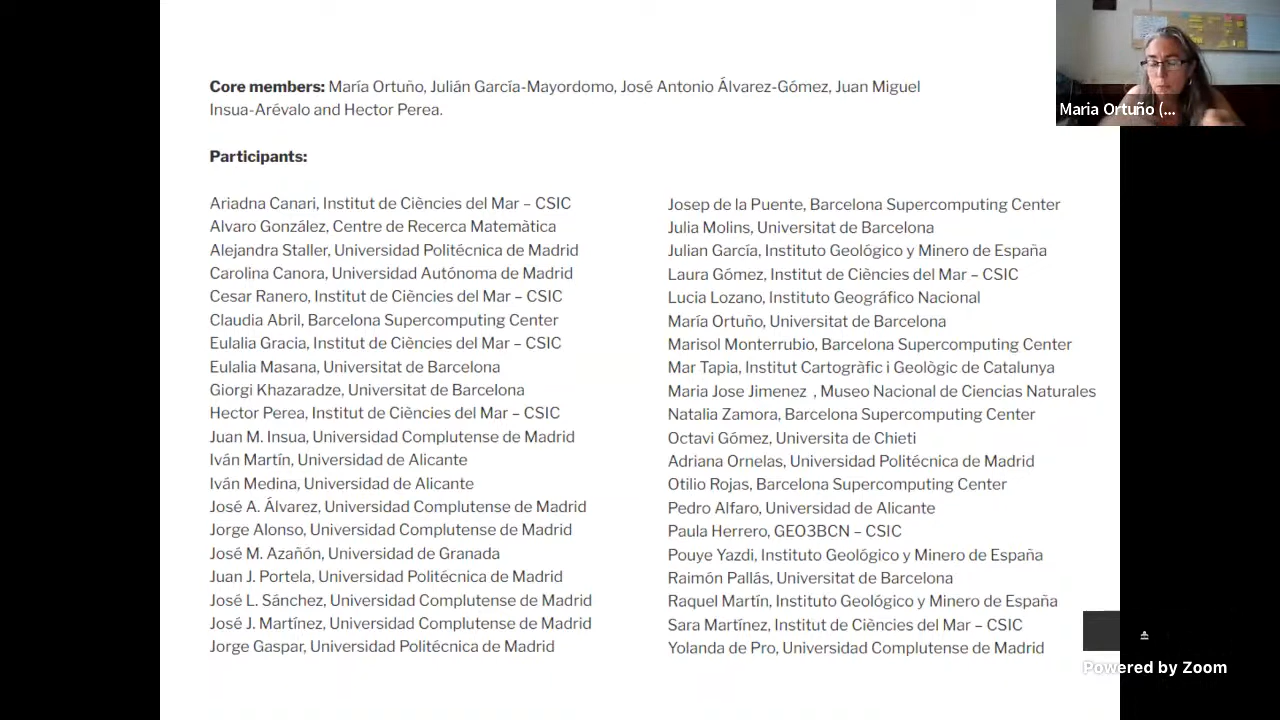 Core members: María Ortuño, Julián García-Mayordomo, José Antonio Álvarez-Gómez, Juan Miguel
Insua-Arévalo and Hector Perea.
Participants:
Ariadna Canari, Institut de Ciències del Mar – CSIC
Alvaro González, Centre de Recerca Matemàtica
Alejandra Staller, Universidad Politécnica de Madrid
Carolina Canora, Universidad Autónoma de Madrid
Cesar Ranero, Institut de Ciències del Mar – CSIC
Claudia Abril, Barcelona Supercomputing Center
Eulalia Gracia, Institut de Ciències del Mar – CSIC
Eulalia Masana, Universitat de Barcelona
Giorgi Khazaradze, Universitat de Barcelona
Hector Perea, Institut de Ciències del Mar – CSIC
Juan M. Insua, Universidad Complutense de Madrid
Iván Martín, Universidad de Alicante
Iván Medina, Universidad de Alicante
José A. Álvarez, Universidad Complutense de Madrid
Jorge Alonso, Universidad Complutense de Madrid
José M. Azañón, Universidad de Granada
Juan J. Portela, Universidad Politécnica de Madrid
José L. Sánchez, Universidad Complutense de Madrid
José J. Martínez, Universidad Complutense de Madrid
Jorge Gaspar, Universidad Politécnica de Madrid
Josep de la Puente, Barcelona Supercomputing Center
Julia Molins, Universitat de Barcelona
Julian García, Instituto Geológico y Minero de España
Laura Gómez, Institut de Ciències del Mar – CSIC
Lucia Lozano, Instituto Geográfico Nacional
María Ortuño, Universitat de Barcelona
Marisol Monterrubio, Barcelona Supercomputing Center
Mar Tapia, Institut Cartogràfic i Geològic de Catalunya
Maria Jose Jimenez , Museo Nacional de Ciencias Naturales
Natalia Zamora, Barcelona Supercomputing Center
Octavi Gómez, Universita de Chieti
Adriana Ornelas, Universidad Politécnica de Madrid
Otilio Rojas, Barcelona Supercomputing Center
Pedro Alfaro, Universidad de Alicante
Paula Herrero, GEO3BCN – CSIC
Pouye Yazdi, Instituto Geológico y Minero de España
Raimón Pallás, Universitat de Barcelona
Raquel Martín, Instituto Geológico y Minero de España
Sara Martínez, Institut de Ciències del Mar – CSIC
Yolanda de Pro, Universidad Complutense de Madrid
Maria Ortuño (...
Powered by Zoom